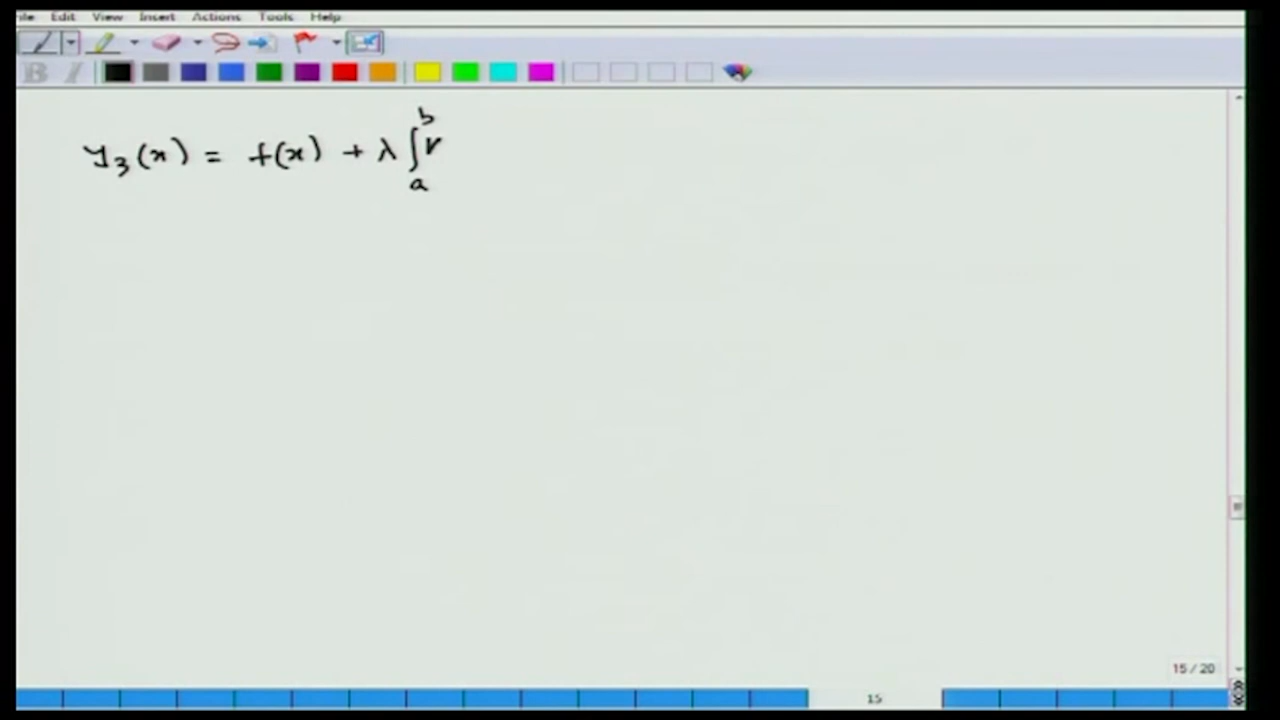 File Edit View Insert Actions Tools Help
B I
y₃(x) = f(x) + λ ∫ₐᵇ K
15 / 20
15